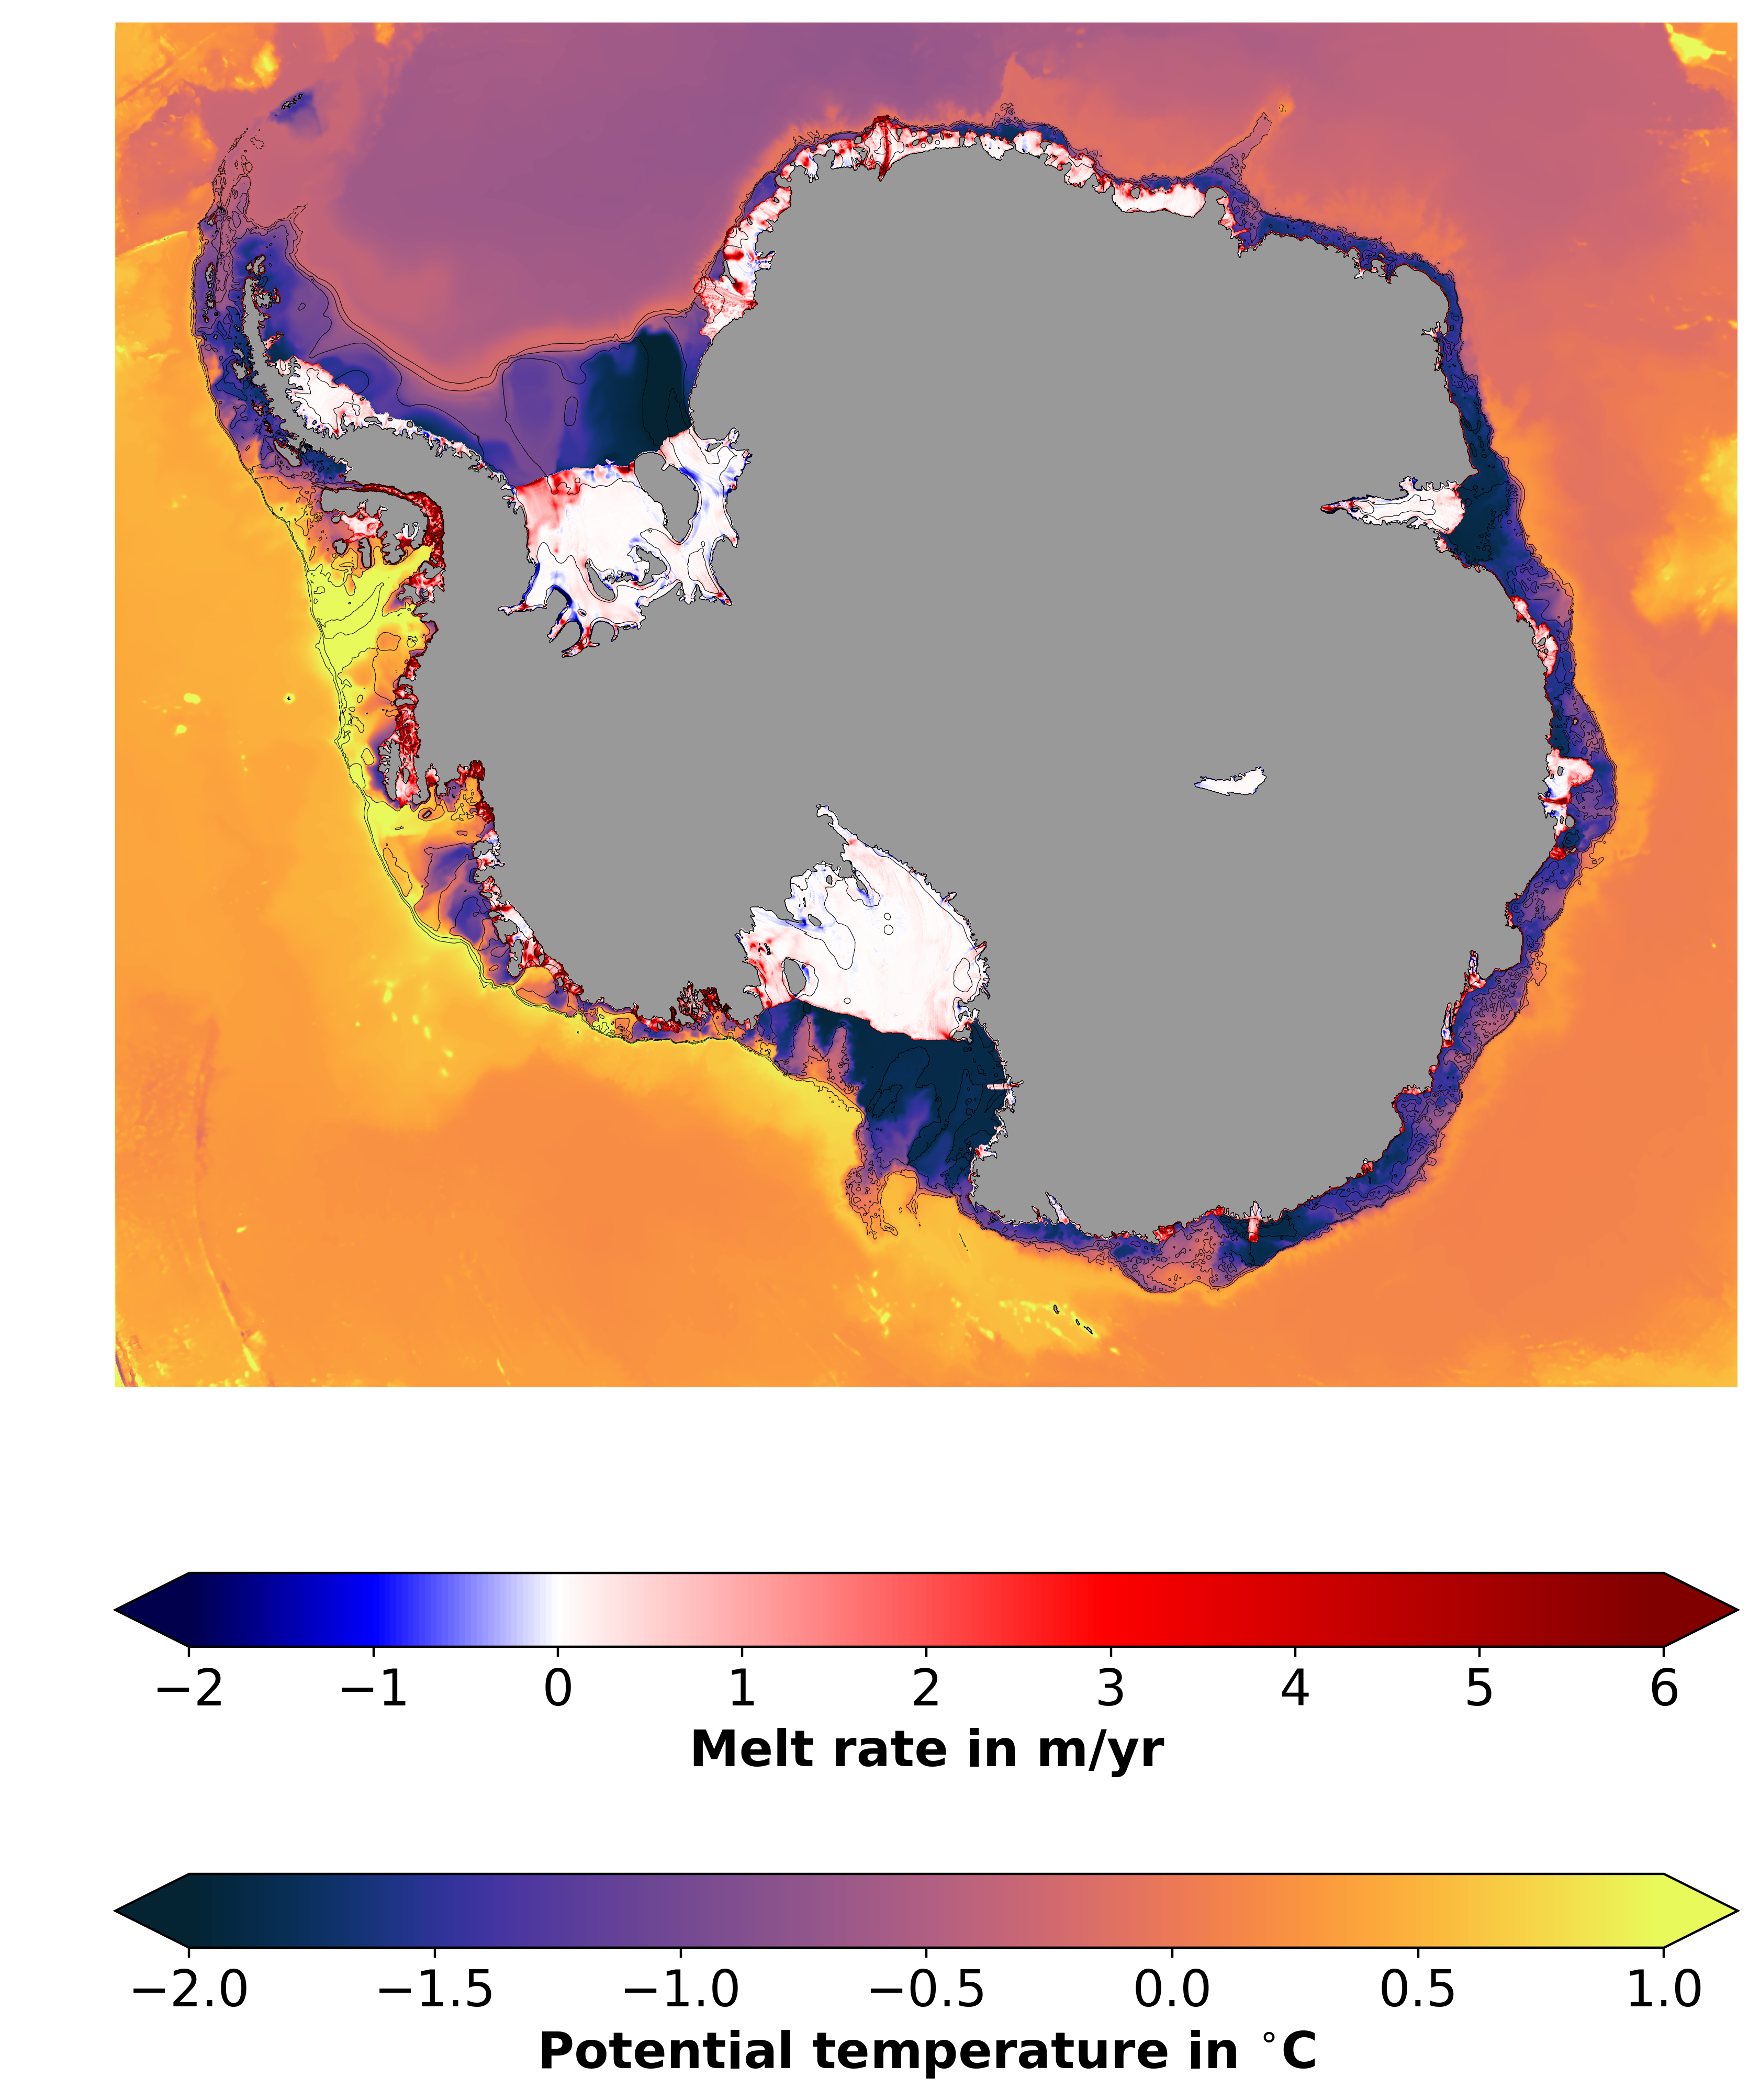 −2 −1 0 1 2 3 4 5 6
Melt rate in m/yr
−2.0 −1.5 −1.0 −0.5 0.0 0.5 1.0
Potential temperature in °C